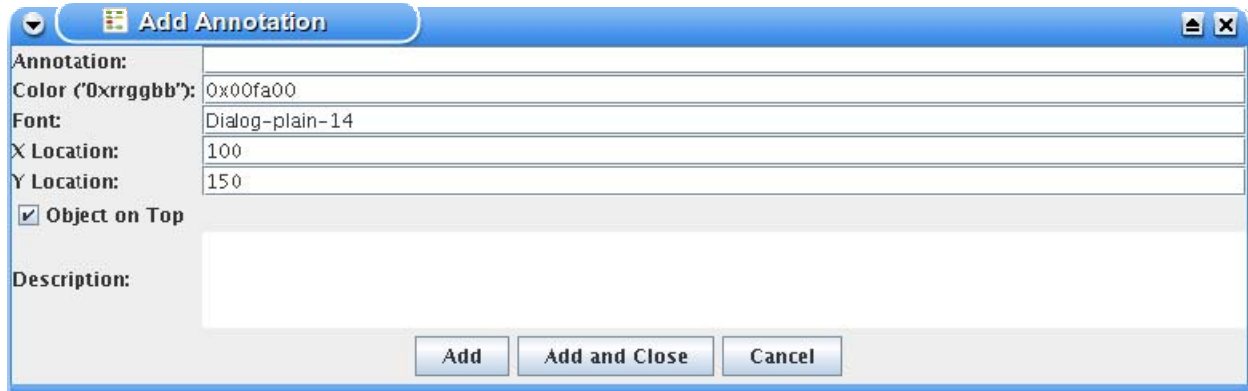 Add Annotation
Annotation:
Color ('0xrrggbb'): 0x00fa00
Font: Dialog-plain-14
X Location: 100
Y Location: 150
Object on Top
Description:
Add Add and Close Cancel